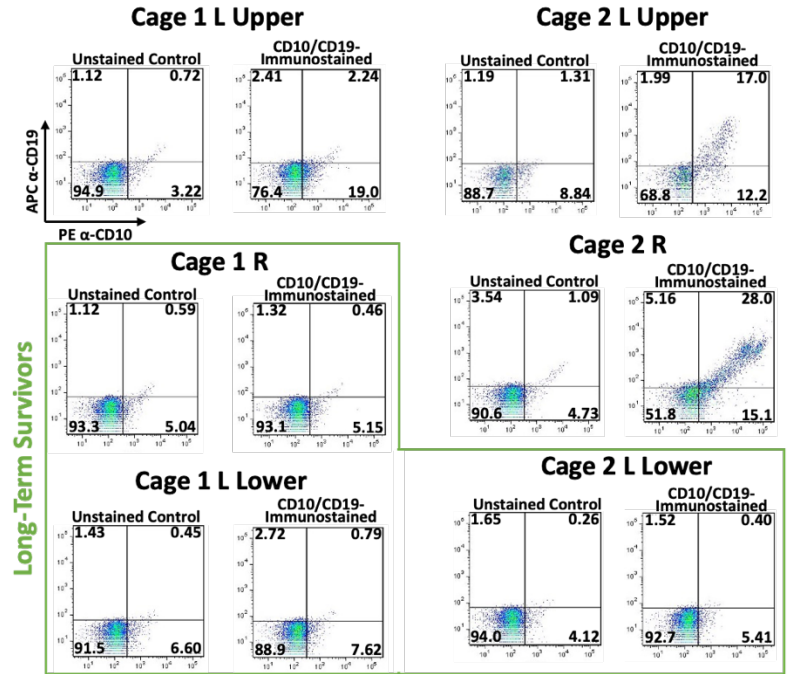 Cage 1 L Upper
Unstained Control
CD10/CD19-
Immunostained
1.12 0.72
94.9 3.22
2.41 2.24
76.4 19.0
APC α-CD19
PE α-CD10
Cage 2 L Upper
Unstained Control
CD10/CD19-
Immunostained
1.19 1.31
88.7 8.84
1.99 17.0
68.8 12.2
Long-Term Survivors
Cage 1 R
Unstained Control
CD10/CD19-
Immunostained
1.12 0.59
93.3 5.04
1.32 0.46
93.1 5.15
Cage 2 R
Unstained Control
CD10/CD19-
Immunostained
3.54 1.09
90.6 4.73
5.16 28.0
51.8 15.1
Cage 1 L Lower
Unstained Control
CD10/CD19-
Immunostained
1.43 0.45
91.5 6.60
2.72 0.79
88.9 7.62
Cage 2 L Lower
Unstained Control
CD10/CD19-
Immunostained
1.65 0.26
94.0 4.12
1.52 0.40
92.7 5.41